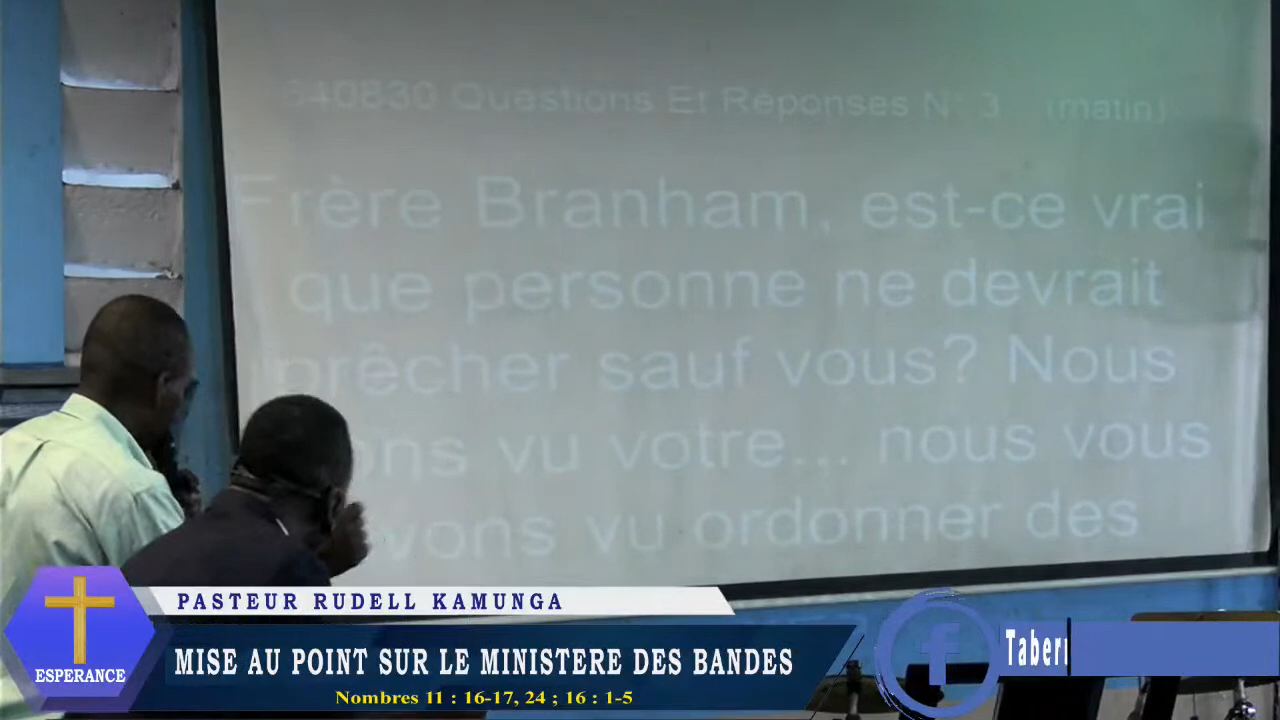 640830 Questions Et Réponses N: 3 (matin)
Frère Branham, est-ce vrai
que personne ne devrait
prêcher sauf vous? Nous
vu votre... nous vous
avons vu ordonner des
PASTEUR RUDELL KAMUNGA
MISE AU POINT SUR LE MINISTERE DES BANDES
Nombres 11 : 16-17, 24 ; 16 : 1-5
ESPERANCE
f